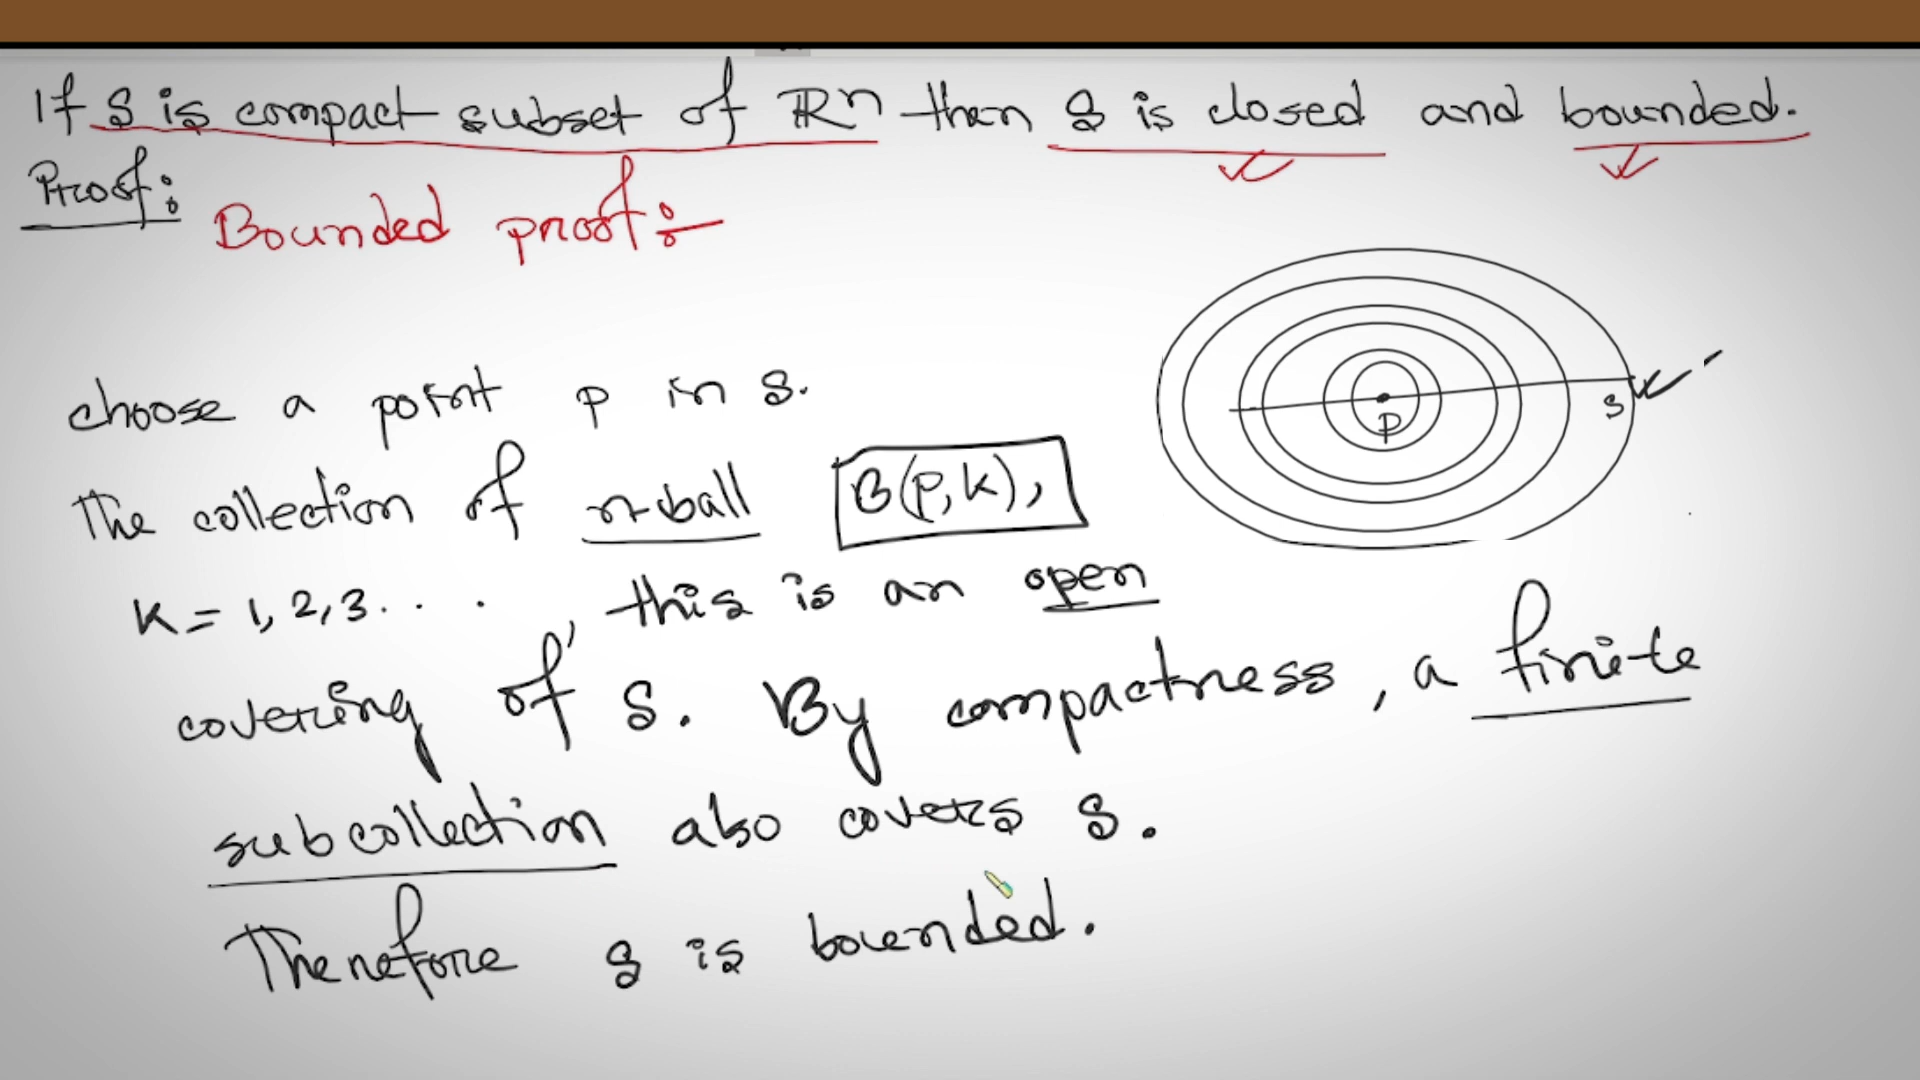 If S is compact subset of Rⁿ then S is closed and bounded.
Proof:
Bounded proof:-
choose a point p in S.
The collection of n-ball B(p,k),
K = 1, 2, 3 . . . , this is an open
covering of S. By compactness, a finite
subcollection also covers S.
Therefore S is bounded.
P
S